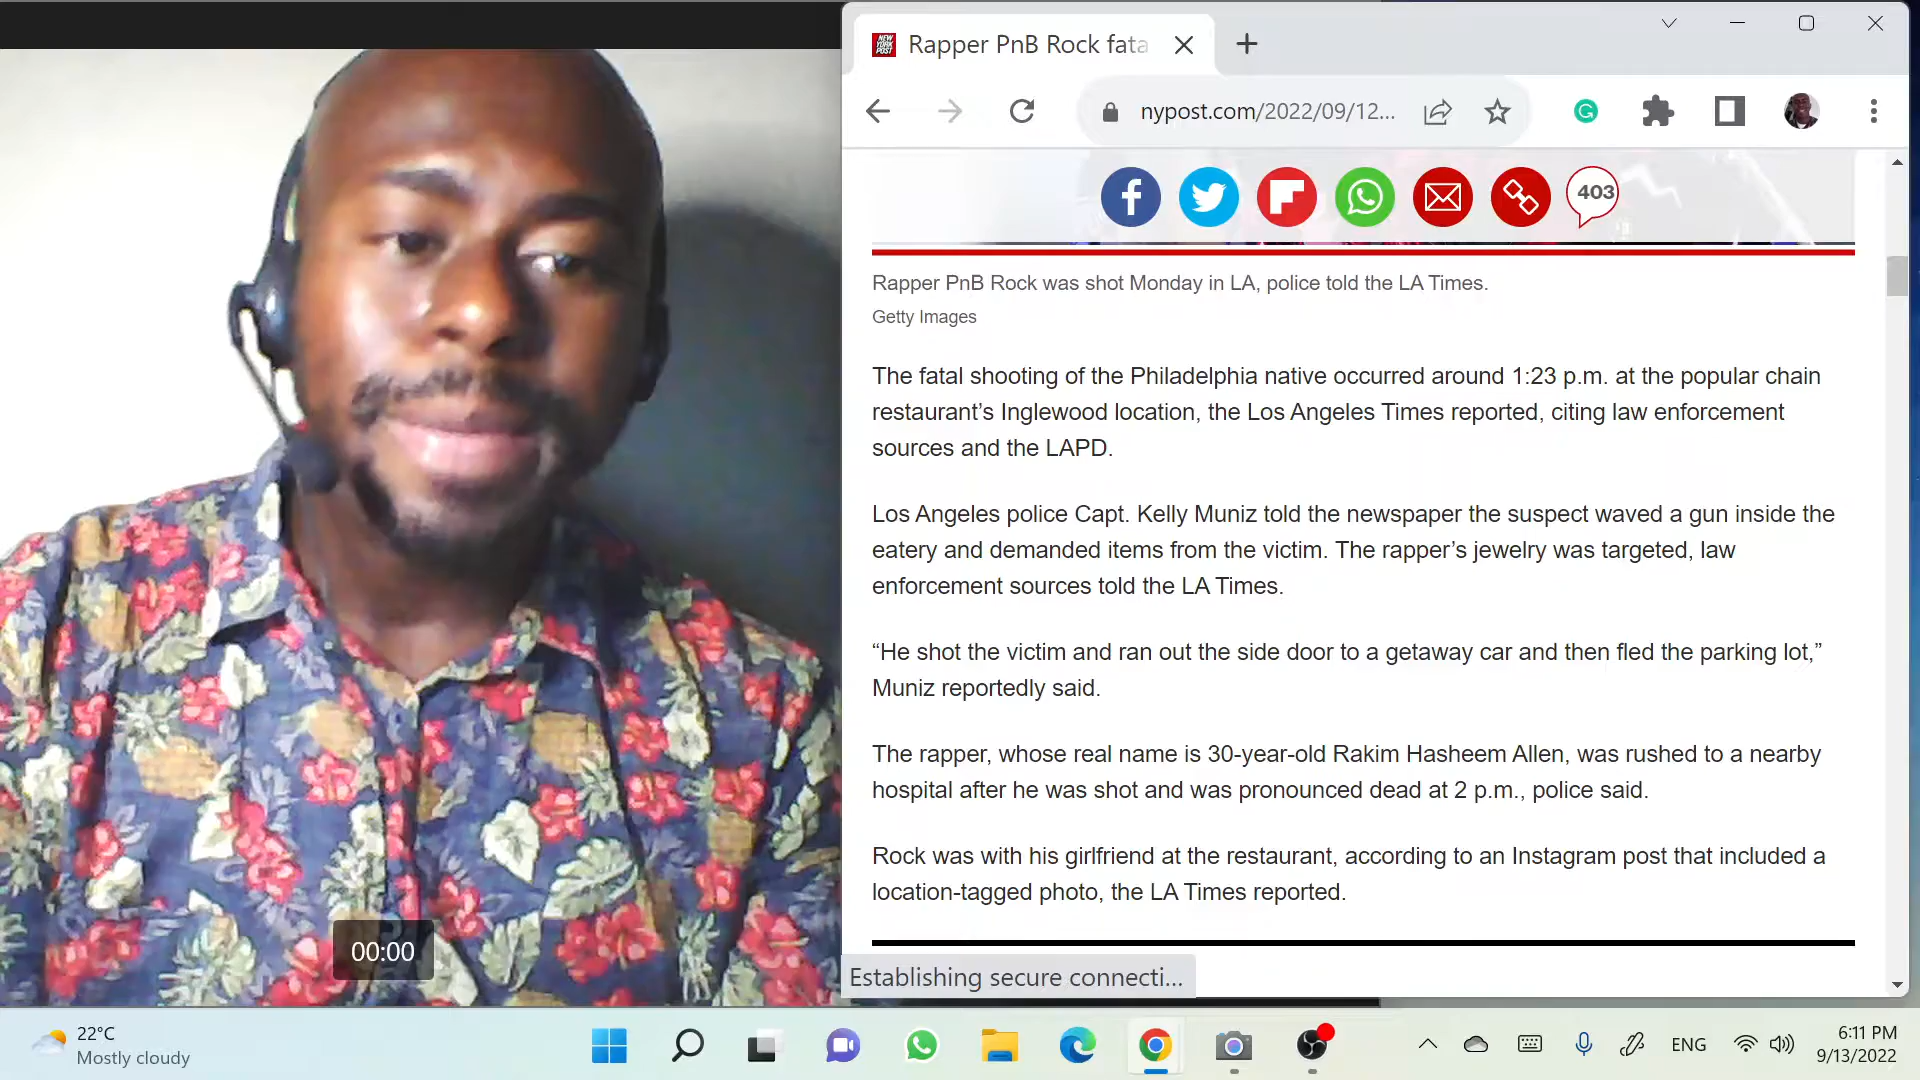 NEW
YORK
POST
Rapper PnB Rock fata
nypost.com/2022/09/12...
403
Rapper PnB Rock was shot Monday in LA, police told the LA Times.
Getty Images
The fatal shooting of the Philadelphia native occurred around 1:23 p.m. at the popular chain
restaurant’s Inglewood location, the Los Angeles Times reported, citing law enforcement
sources and the LAPD.
Los Angeles police Capt. Kelly Muniz told the newspaper the suspect waved a gun inside the
eatery and demanded items from the victim. The rapper’s jewelry was targeted, law
enforcement sources told the LA Times.
“He shot the victim and ran out the side door to a getaway car and then fled the parking lot,”
Muniz reportedly said.
The rapper, whose real name is 30-year-old Rakim Hasheem Allen, was rushed to a nearby
hospital after he was shot and was pronounced dead at 2 p.m., police said.
Rock was with his girlfriend at the restaurant, according to an Instagram post that included a
location-tagged photo, the LA Times reported.
00:00
Establishing secure connecti...
22°C
Mostly cloudy
ENG
6:11 PM
9/13/2022